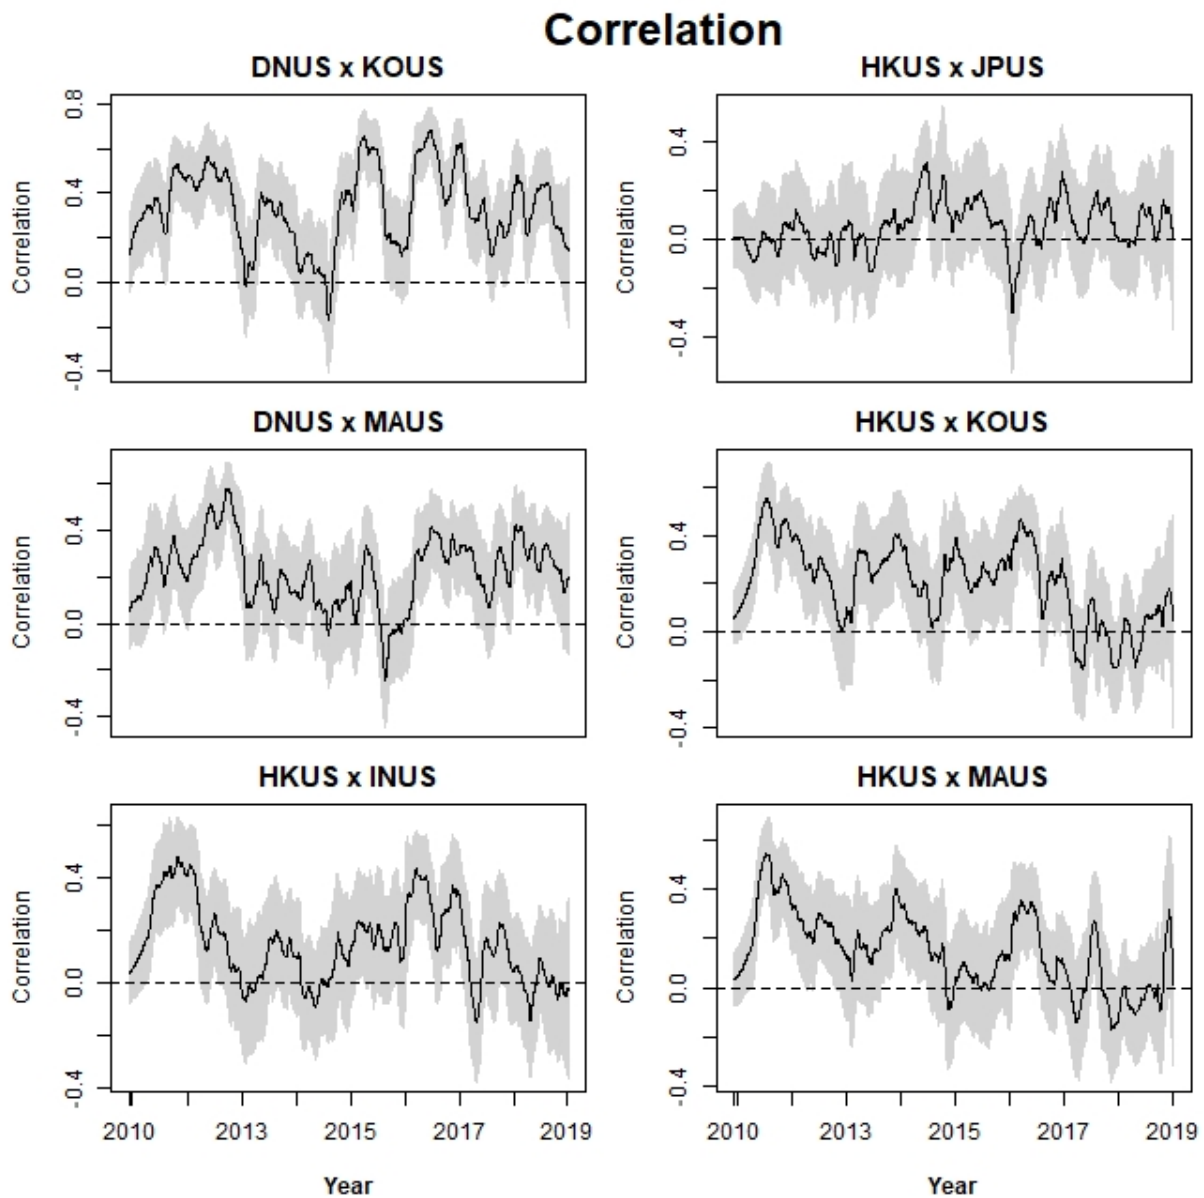 Correlation
DNUS x KOUS
Correlation
0.8
0.4
0.0
-0.4
HKUS x JPUS
Correlation
0.4
0.0
-0.4
DNUS x MAUS
Correlation
0.4
0.0
-0.4
HKUS x KOUS
Correlation
0.4
0.0
-0.4
HKUS x INUS
Correlation
0.4
0.0
-0.4
2010 2013 2015 2017 2019
Year
HKUS x MAUS
Correlation
0.4
0.0
-0.4
2010 2013 2015 2017 2019
Year